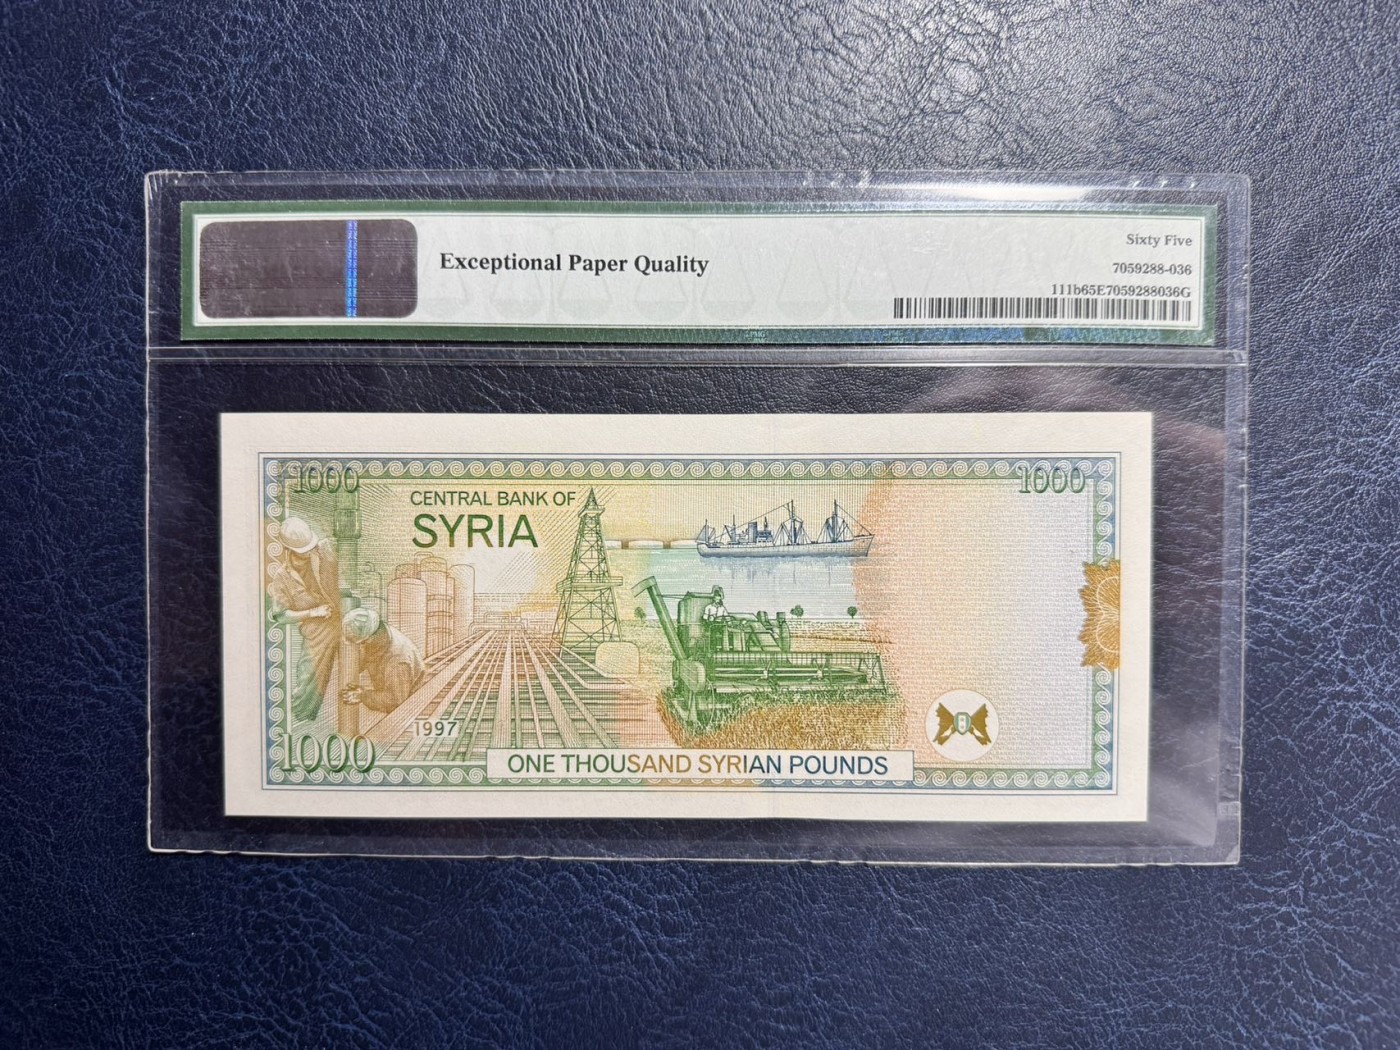 Exceptional Paper Quality
Sixty Five
7059288-036
111b65E7059288036G
1000
1000
CENTRAL BANK OF
SYRIA
1997
1000
ONE THOUSAND SYRIAN POUNDS